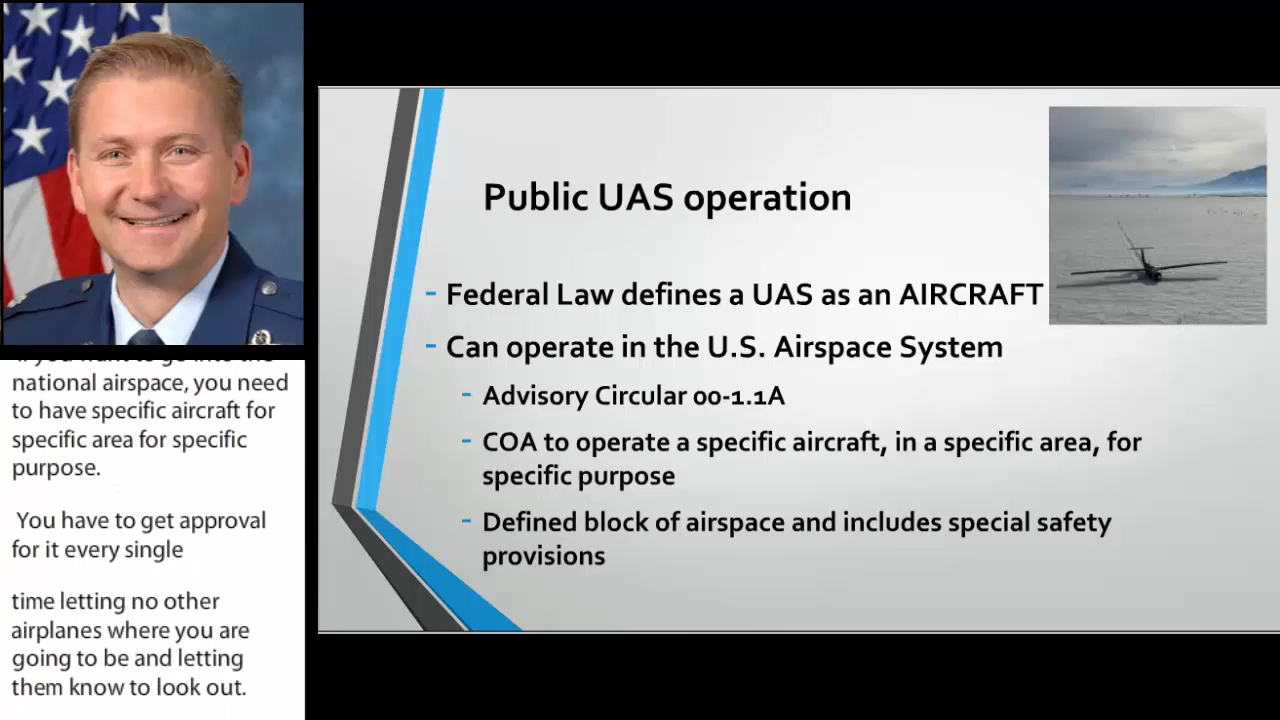 Public UAS operation
- Federal Law defines a UAS as an AIRCRAFT
- Can operate in the U.S. Airspace System
- Advisory Circular 00-1.1A
- COA to operate a specific aircraft, in a specific area, for
specific purpose
- Defined block of airspace and includes special safety
provisions
national airspace, you need
to have specific aircraft for
specific area for specific
purpose.
You have to get approval
for it every single
time letting no other
airplanes where you are
going to be and letting
them know to look out.